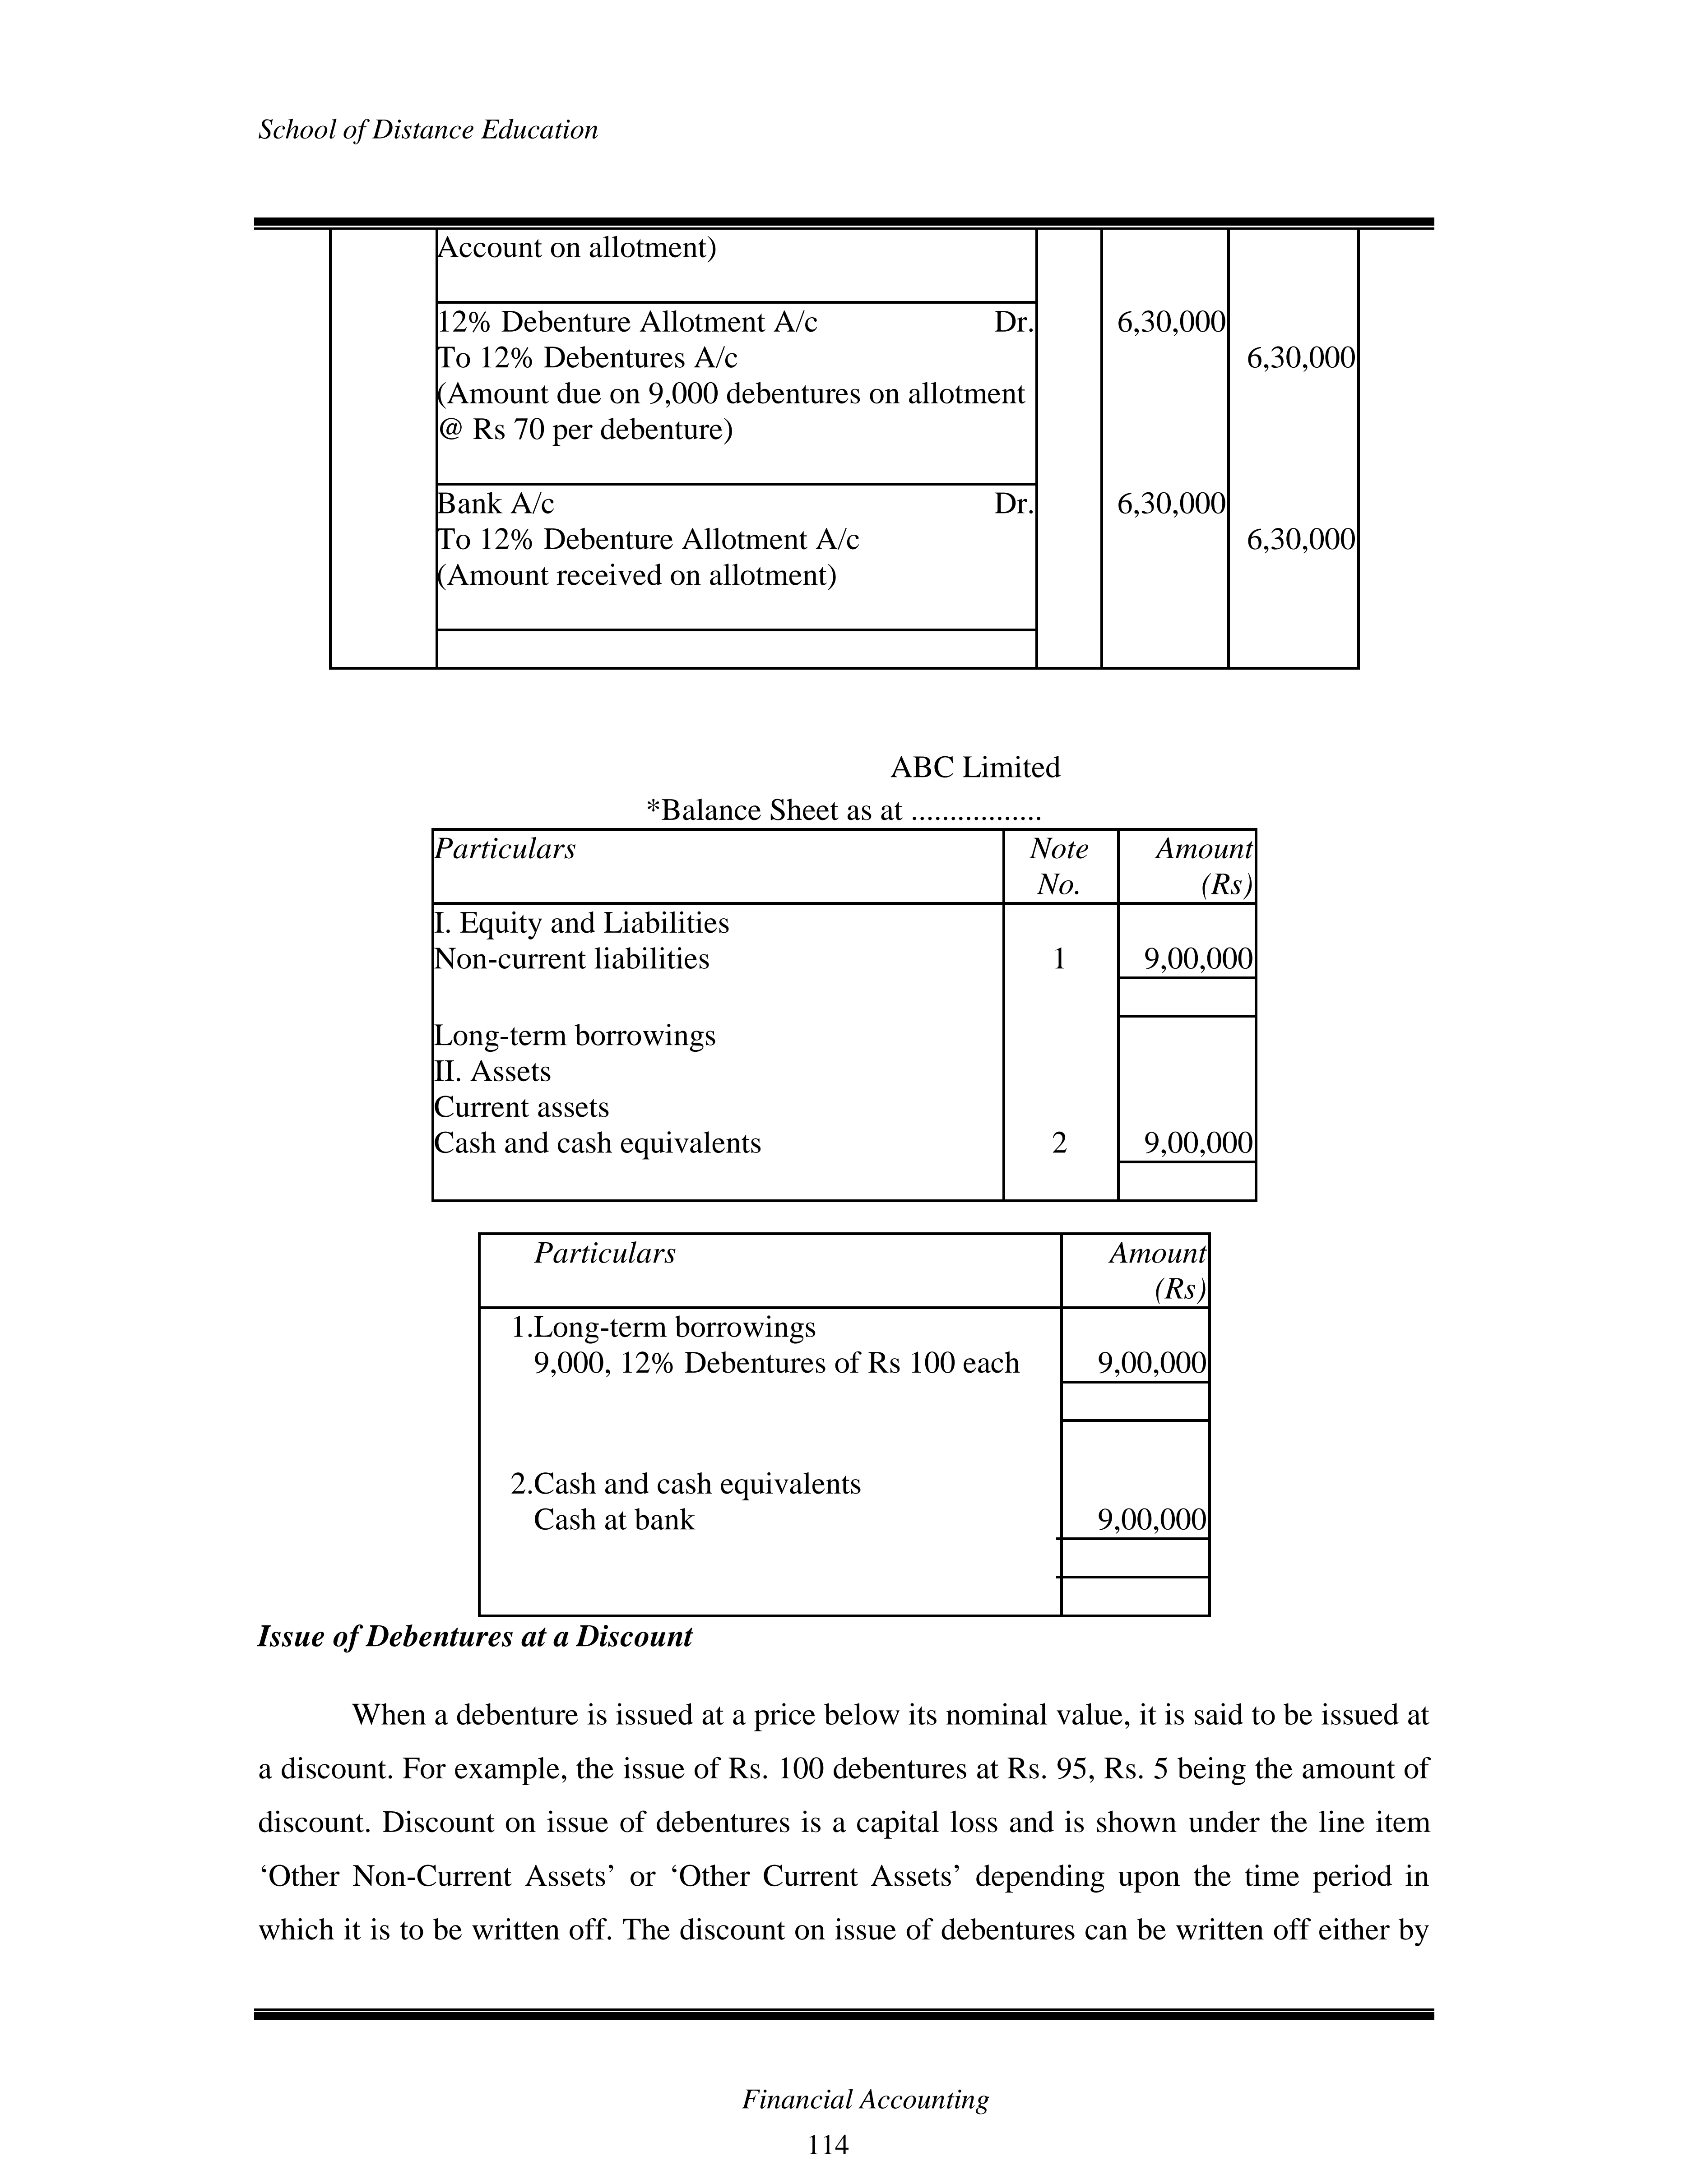 School of Distance Education
Account on allotment)
12% Debenture Allotment A/c Dr. 6,30,000
To 12% Debentures A/c 6,30,000
(Amount due on 9,000 debentures on allotment
@ Rs 70 per debenture)
Bank A/c Dr. 6,30,000
To 12% Debenture Allotment A/c 6,30,000
(Amount received on allotment)
ABC Limited
*Balance Sheet as at .................
Particulars Note Amount
No. (Rs)
I. Equity and Liabilities
Non-current liabilities 1 9,00,000
Long-term borrowings
II. Assets
Current assets
Cash and cash equivalents 2 9,00,000
Particulars Amount
(Rs)
1.Long-term borrowings
9,000, 12% Debentures of Rs 100 each 9,00,000
2.Cash and cash equivalents
Cash at bank 9,00,000
Issue of Debentures at a Discount
When a debenture is issued at a price below its nominal value, it is said to be issued at
a discount. For example, the issue of Rs. 100 debentures at Rs. 95, Rs. 5 being the amount of
discount. Discount on issue of debentures is a capital loss and is shown under the line item
‘Other Non-Current Assets’ or ‘Other Current Assets’ depending upon the time period in
which it is to be written off. The discount on issue of debentures can be written off either by
Financial Accounting
114